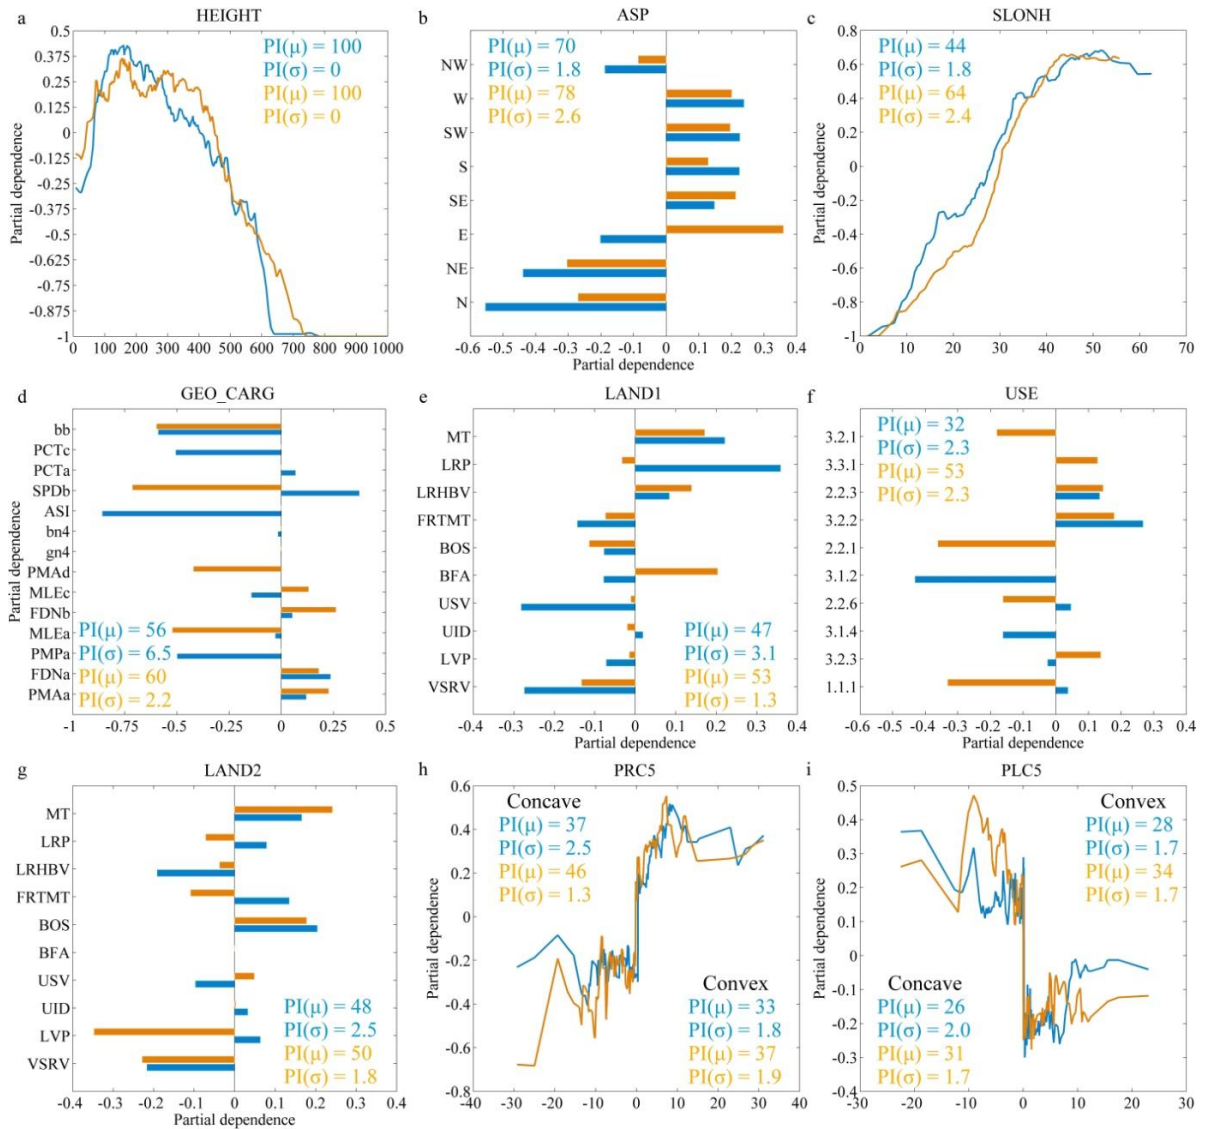 a
HEIGHT
0.5
0.375
0.25
0.125
0
-0.125
-0.25
-0.375
-0.5
-0.625
-0.75
-0.875
-1
Partial dependence
PI(μ) = 100
PI(σ) = 0
PI(μ) = 100
PI(σ) = 0
0 100 200 300 400 500 600 700 800 900 1000
b
ASP
PI(μ) = 70
PI(σ) = 1.8
PI(μ) = 78
PI(σ) = 2.6
NW
W
SW
S
SE
E
NE
N
-0.6 -0.5 -0.4 -0.3 -0.2 -0.1 0 0.1 0.2 0.3 0.4
Partial dependence
c
SLONH
0.8
0.6
0.4
0.2
0
-0.2
-0.4
-0.6
-0.8
-1
Partial dependence
PI(μ) = 44
PI(σ) = 1.8
PI(μ) = 64
PI(σ) = 2.4
0 10 20 30 40 50 60 70
d
GEO_CARG
bb
PCTc
PCTa
SPDb
ASI
bn4
gn4
PMAd
MLEc
FDNb
MLEa
PMPa
FDNa
PMAa
Partial dependence
PI(μ) = 56
PI(σ) = 6.5
PI(μ) = 60
PI(σ) = 2.2
-1 -0.75 -0.5 -0.25 0 0.25 0.5
e
LAND1
MT
LRP
LRHBV
FRTMT
BOS
BFA
USV
UID
LVP
VSRV
PI(μ) = 47
PI(σ) = 3.1
PI(μ) = 53
PI(σ) = 1.3
-0.4 -0.3 -0.2 -0.1 0 0.1 0.2 0.3 0.4
Partial dependence
f
USE
PI(μ) = 32
PI(σ) = 2.3
PI(μ) = 53
PI(σ) = 2.3
3.2.1
3.3.1
2.2.3
3.2.2
2.2.1
3.1.2
2.2.6
3.1.4
3.2.3
1.1.1
-0.6 -0.5 -0.4 -0.3 -0.2 -0.1 0 0.1 0.2 0.3 0.4
Partial dependence
g
LAND2
MT
LRP
LRHBV
FRTMT
BOS
BFA
USV
UID
LVP
VSRV
PI(μ) = 48
PI(σ) = 2.5
PI(μ) = 50
PI(σ) = 1.8
-0.4 -0.3 -0.2 -0.1 0 0.1 0.2 0.3 0.4
Partial dependence
h
PRC5
0.6
0.4
0.2
0
-0.2
-0.4
-0.6
-0.8
Partial dependence
Concave
PI(μ) = 37
PI(σ) = 2.5
PI(μ) = 46
PI(σ) = 1.3
Convex
PI(μ) = 33
PI(σ) = 1.8
PI(μ) = 37
PI(σ) = 1.9
-40 -30 -20 -10 0 10 20 30 40
i
PLC5
0.5
0.4
0.3
0.2
0.1
0
-0.1
-0.2
-0.3
-0.4
Partial dependence
Convex
PI(μ) = 28
PI(σ) = 1.7
PI(μ) = 34
PI(σ) = 1.7
Concave
PI(μ) = 26
PI(σ) = 2.0
PI(μ) = 31
PI(σ) = 1.7
-30 -20 -10 0 10 20 30